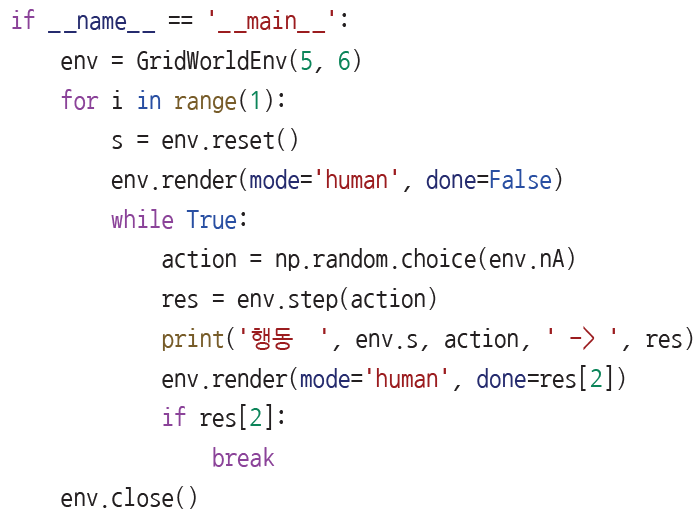 if __name__ == '__main__':
    env = GridWorldEnv(5, 6)
    for i in range(1):
        s = env.reset()
        env.render(mode='human', done=False)
        while True:
            action = np.random.choice(env.nA)
            res = env.step(action)
            print('행동  ', env.s, action, ' -> ', res)
            env.render(mode='human', done=res[2])
            if res[2]:
                break
    env.close()